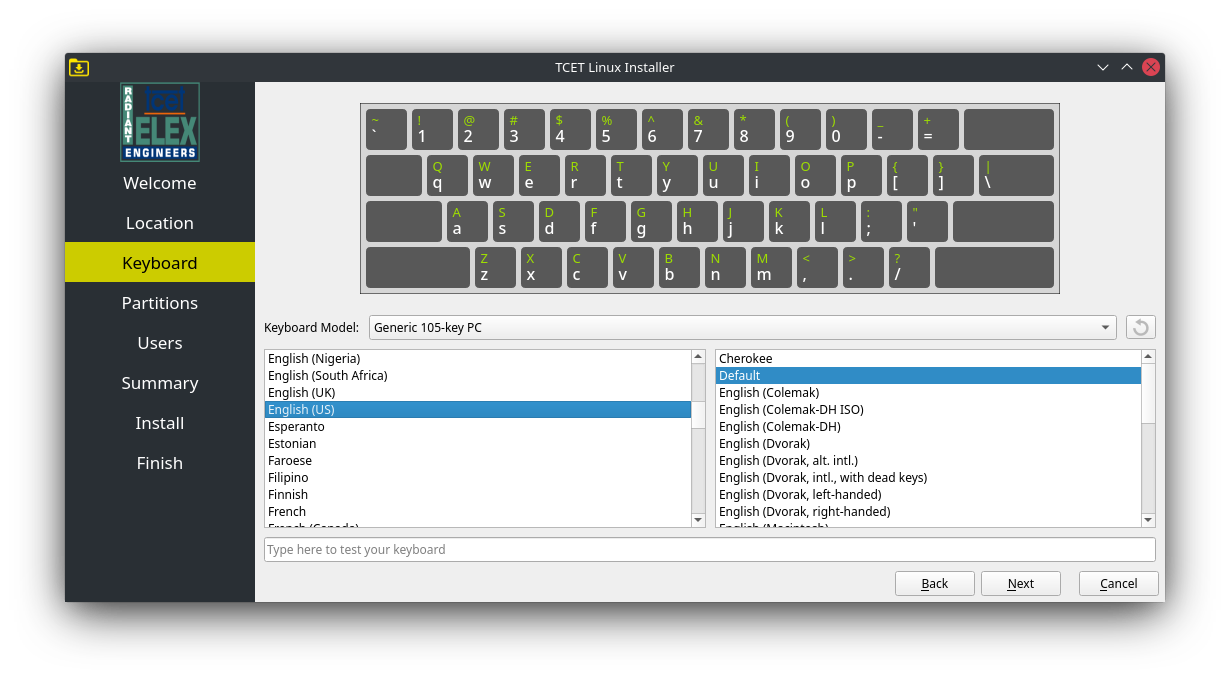 TCET Linux Installer
RADIANT
tcet
ELEX
ENGINEERS
Welcome
Location
Keyboard
Partitions
Users
Summary
Install
Finish
~ ! @ # $ % ^ & * ( ) _ +
` 1 2 3 4 5 6 7 8 9 0 - =
Q W E R T Y U I O P { } |
q w e r t y u i o p [ ] \
A S D F G H J K L : "
a s d f g h j k l ; '
Z X C V B N M < > ?
z x c v b n m , . /
Keyboard Model: Generic 105-key PC
English (Nigeria)
English (South Africa)
English (UK)
English (US)
Esperanto
Estonian
Faroese
Filipino
Finnish
French
French (Canada)
Cherokee
Default
English (Colemak)
English (Colemak-DH ISO)
English (Colemak-DH)
English (Dvorak)
English (Dvorak, alt. intl.)
English (Dvorak, intl., with dead keys)
English (Dvorak, left-handed)
English (Dvorak, right-handed)
English (Macintosh)
Type here to test your keyboard
Back Next Cancel